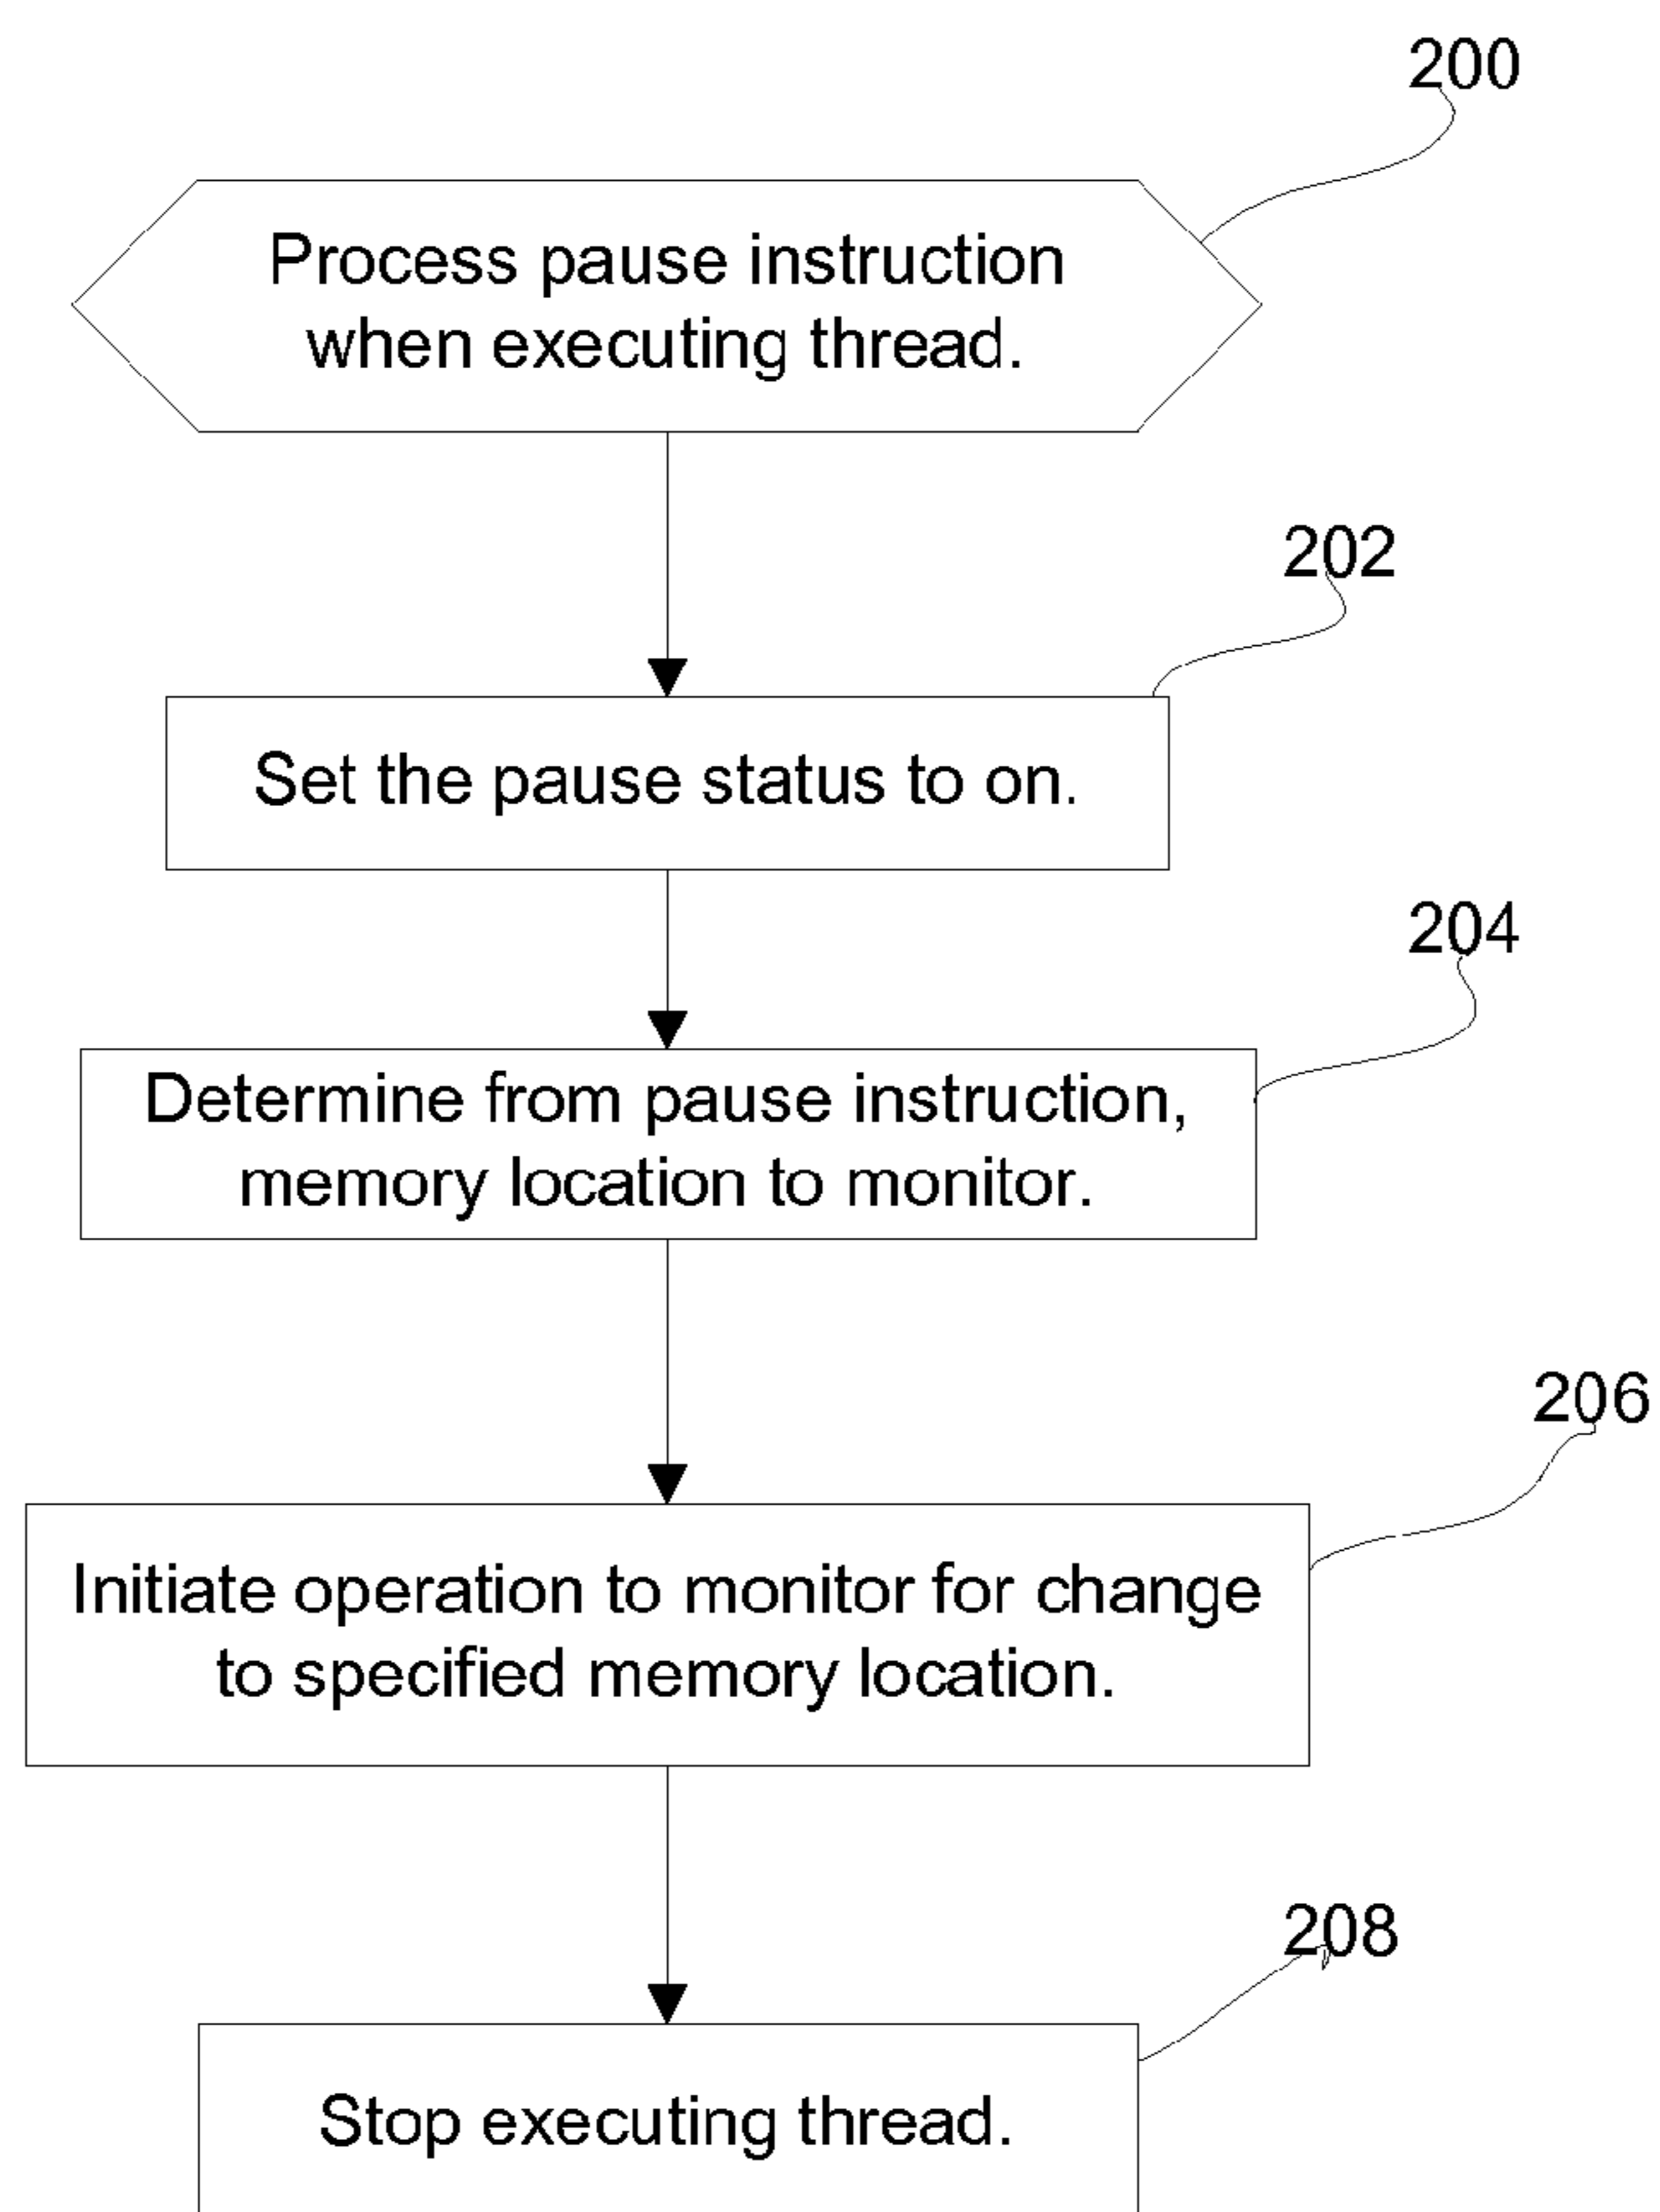 200
Process pause instruction
when executing thread.
202
Set the pause status to on.
204
Determine from pause instruction,
memory location to monitor.
206
Initiate operation to monitor for change
to specified memory location.
208
Stop executing thread.